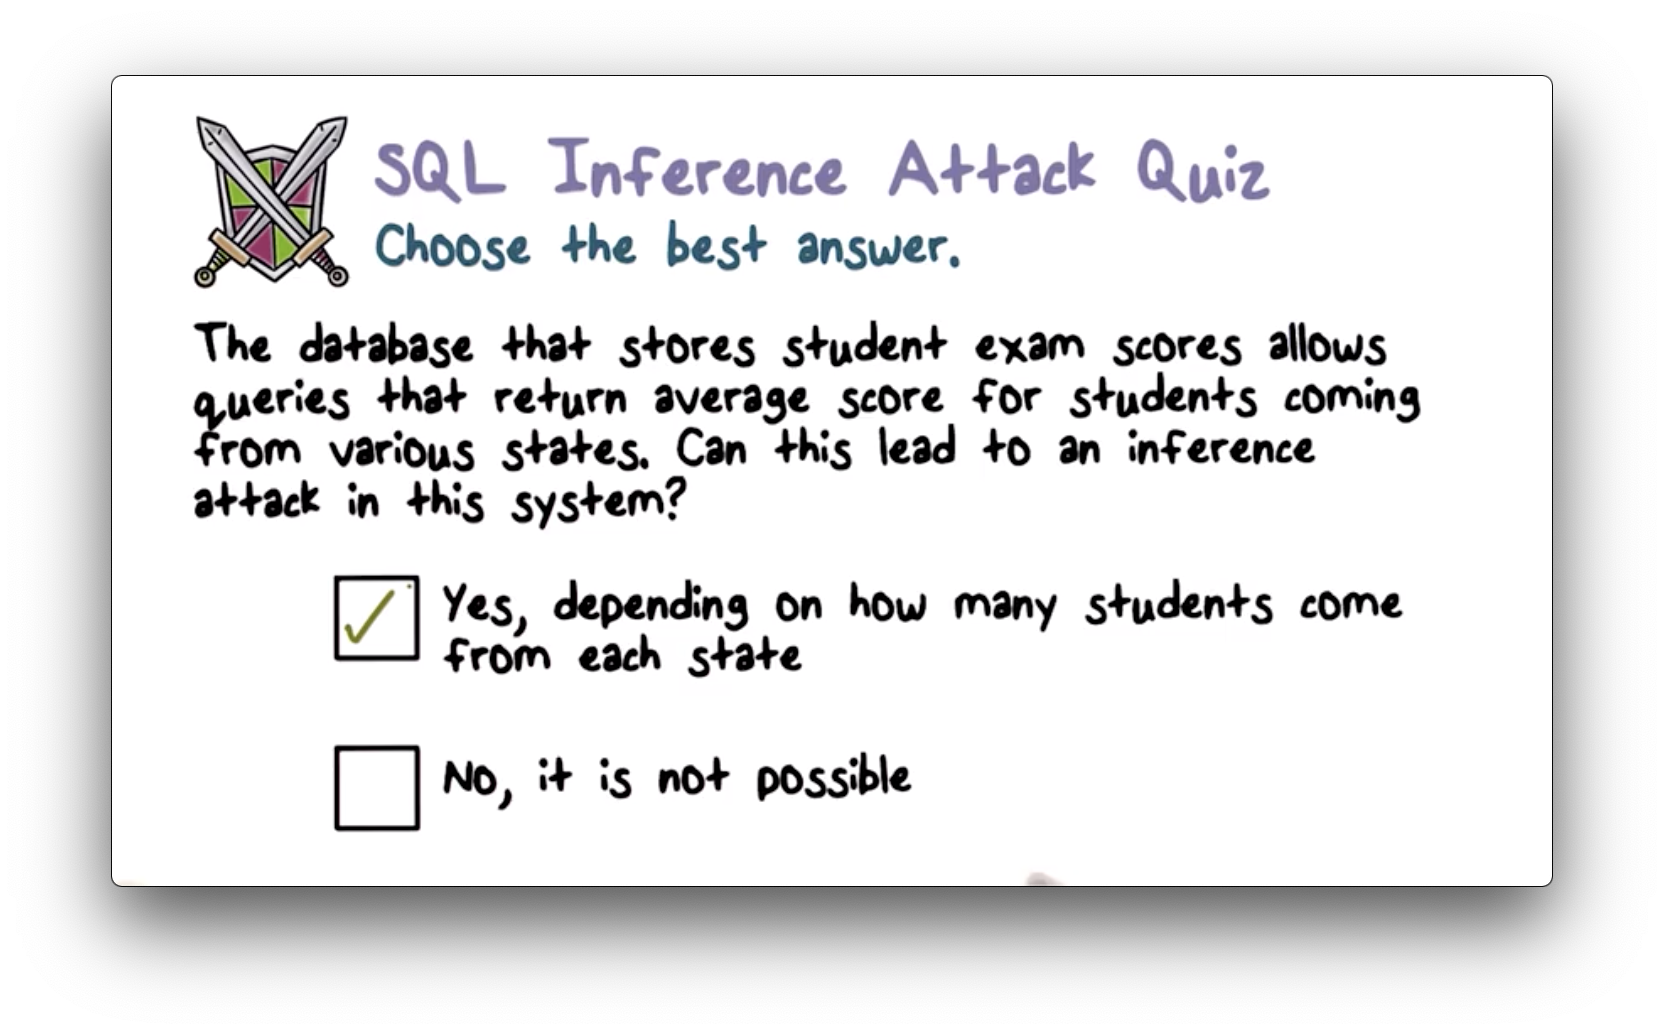 SQL Inference Attack Quiz
Choose the best answer.
The database that stores student exam scores allows
queries that return average score for students coming
from various states. Can this lead to an inference
attack in this system?
Yes, depending on how many students come
from each state
No, it is not possible